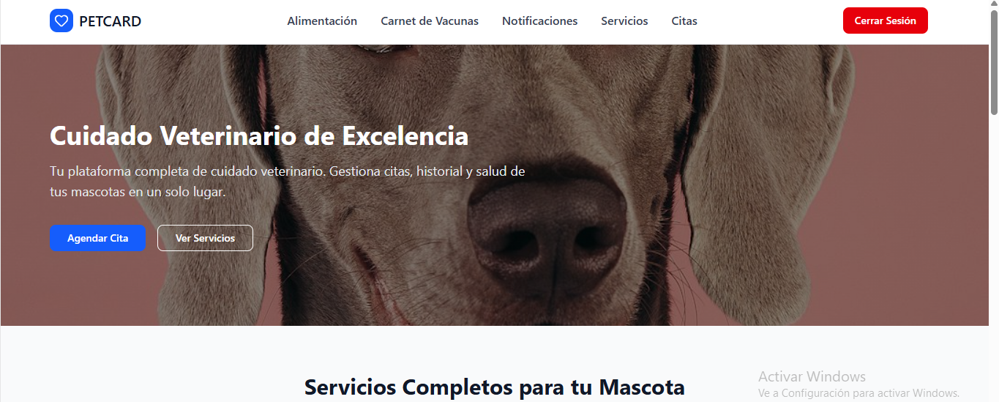 PETCARD
Alimentación
Carnet de Vacunas
Notificaciones
Servicios
Citas
Cerrar Sesión
Cuidado Veterinario de Excelencia
Tu plataforma completa de cuidado veterinario. Gestiona citas, historial y salud de
tus mascotas en un solo lugar.
Agendar Cita
Ver Servicios
Servicios Completos para tu Mascota
Activar Windows
Ve a Configuración para activar Windows.